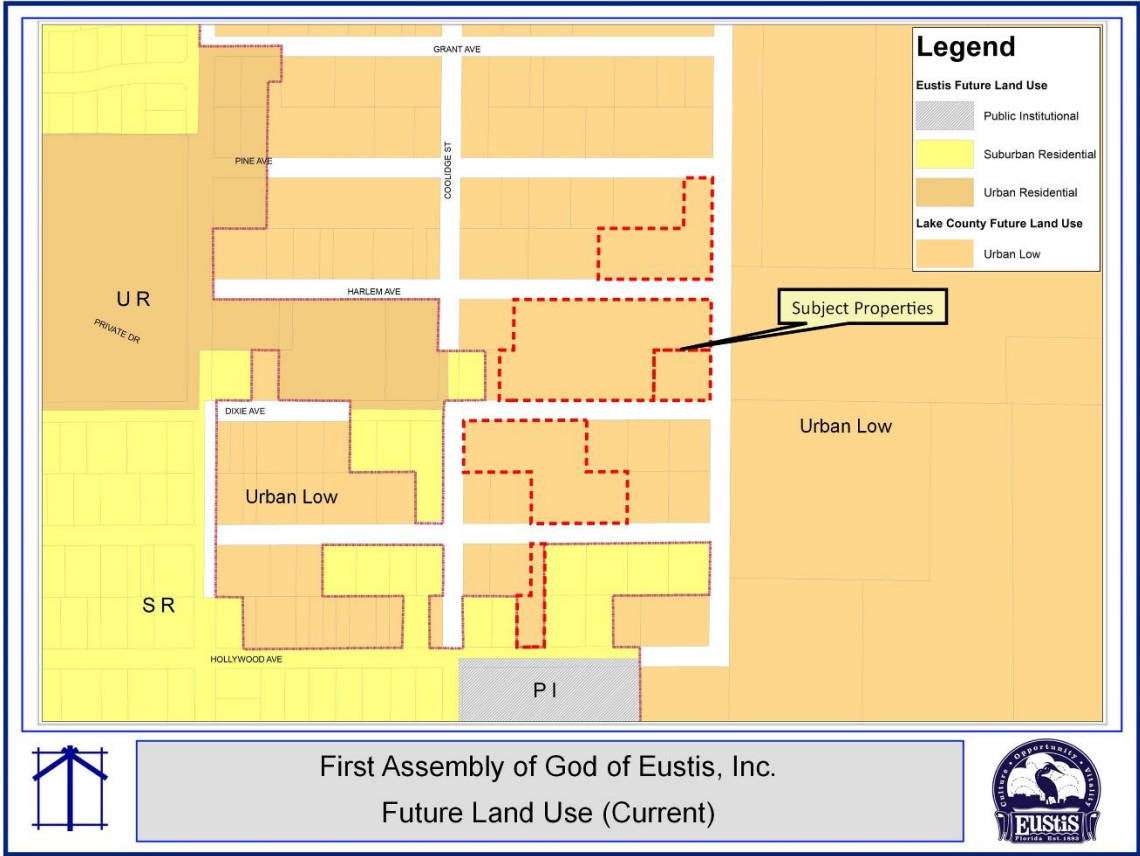 GRANT AVE
Legend
Eustis Future Land Use
Public Institutional
Suburban Residential
Urban Residential
Lake County Future Land Use
Urban Low
COOLIDGE ST
PINE AVE
U R
HARLEM AVE
PRIVATE DR
Subject Properties
DIXIE AVE
Urban Low
Urban Low
S R
HOLLYWOOD AVE
P I
First Assembly of God of Eustis, Inc.
Future Land Use (Current)
Culture • Opportunity • Vitality
EUSTIS
Florida Est. 1883